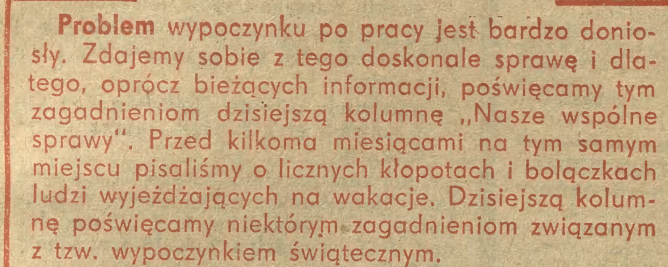 Problem wypoczynku po pracy jest bardzo donio-
sły. Zdajemy sobie z tego doskonale sprawę i dla-
tego, oprócz bieżących informacji, poświęcamy tym
zagadnieniom dzisiejszą kolumnę „Nasze wspólne
sprawy". Przed kilkoma miesiącami na tym samym
miejscu pisaliśmy o licznych kłopotach i bolączkach
ludzi wyjeżdżających na wakacje. Dzisiejszą kolum-
nę poświęcamy niektórym zagadnieniom związanym
z tzw. wypoczynkiem świątecznym.